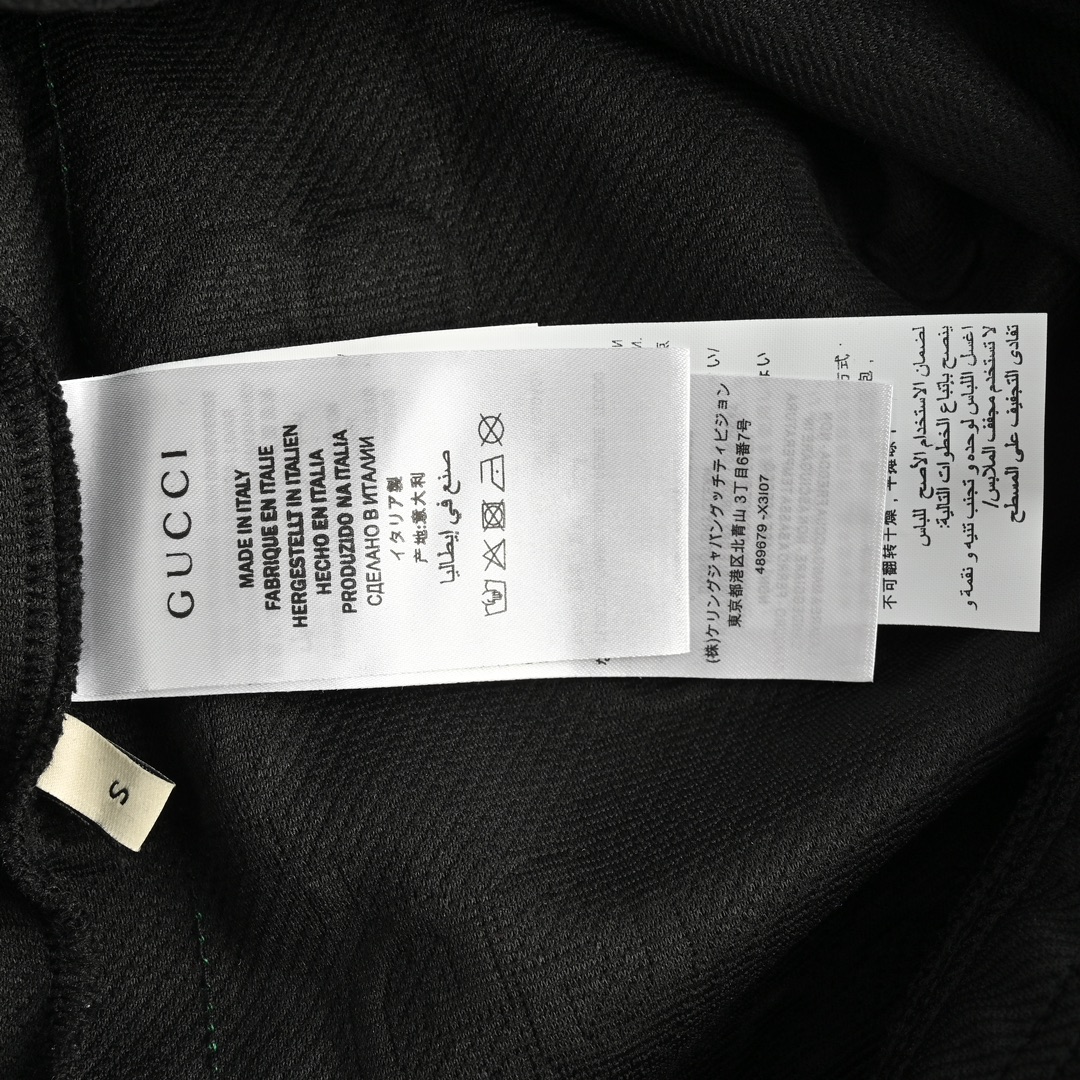 GUCCI
MADE IN ITALY
FABRIQUE EN ITALIE
HERGESTELLT IN ITALIEN
HECHO EN ITALIA
PRODUZIDO NA ITALIA
СДЕЛАНО В ИТАЛИИ
イタリア製
产地:意大利
صنع في إيطاليا
(株)ケリングジャパングッチディビジョン
東京都港区北青山 3丁目6番7号
489679 -X3I07
不可翻转干燥,
لضمان الاستخدام الأصح للباس
ينصح بإتباع الخطوات التالية:
اغسل اللباس لوحده و تجنب تنيه و نقمة و
لا تستخدم مجفف الملابس/
تفادى التجفيف على المسطح
S